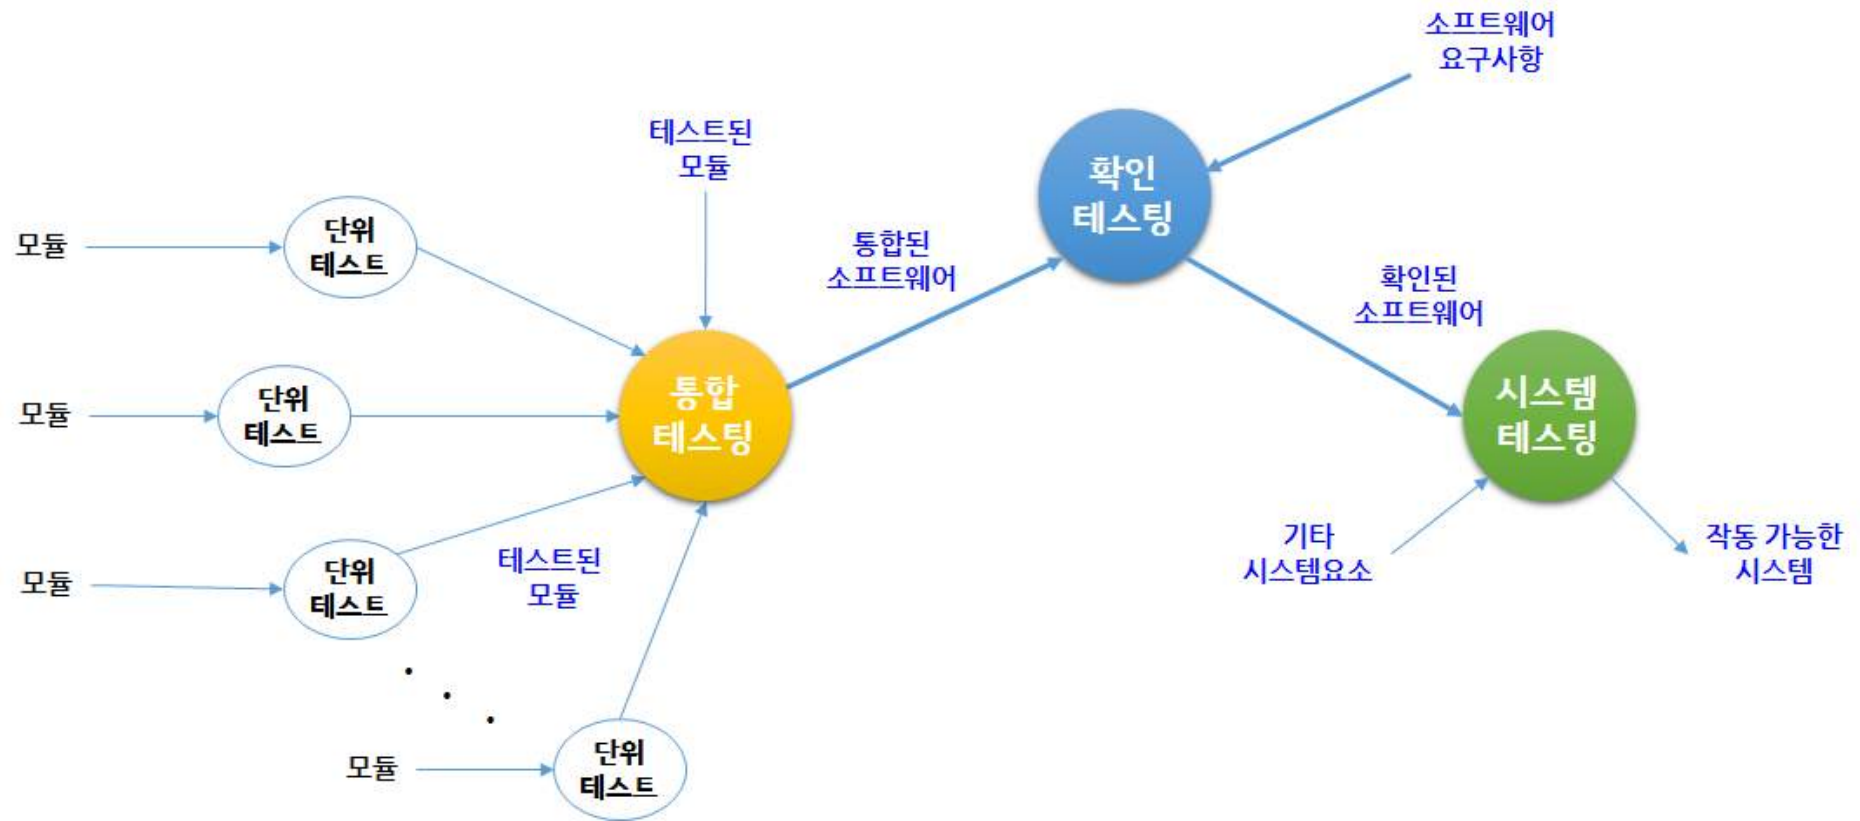 소프트웨어
요구사항
테스트된
모듈
확인
테스팅
모듈
단위
테스트
통합된
소프트웨어
확인된
소프트웨어
모듈
단위
테스트
통합
테스팅
시스템
테스팅
모듈
단위
테스트
테스트된
모듈
기타
시스템요소
작동 가능한
시스템
모듈
단위
테스트